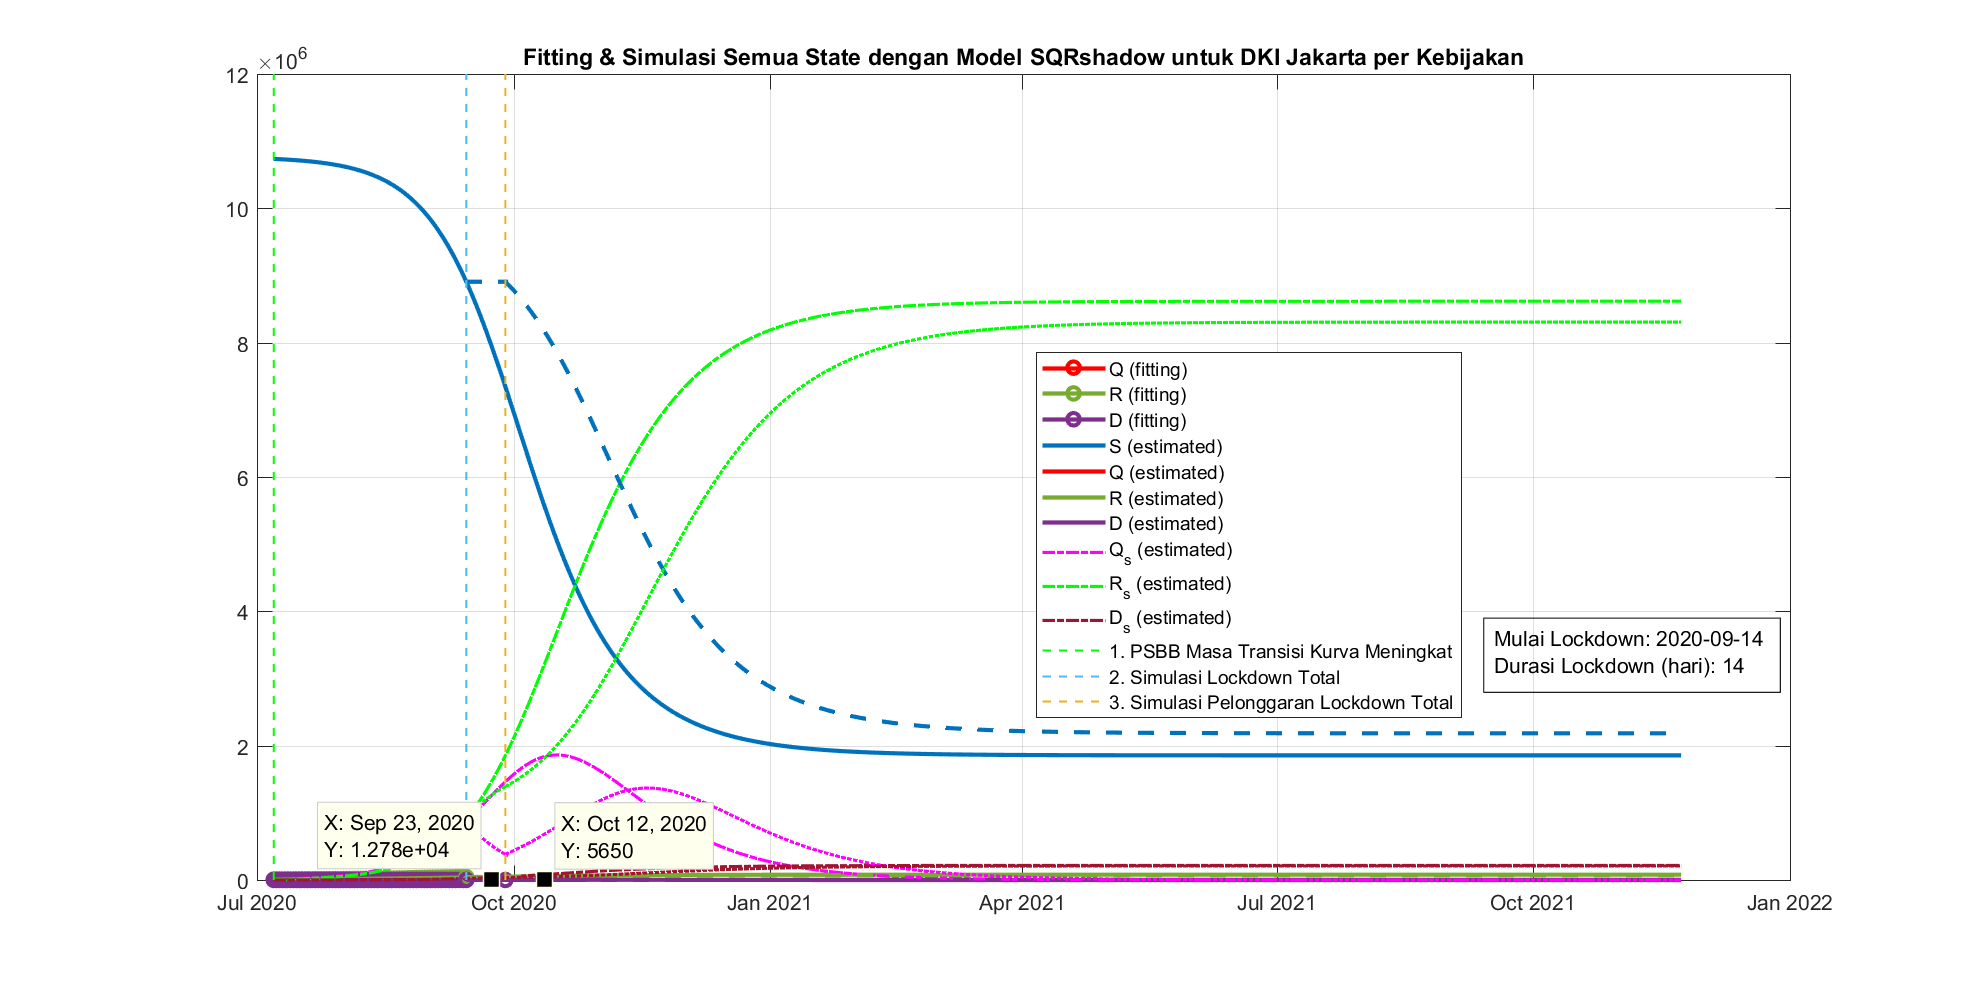 Fitting & Simulasi Semua State dengan Model SQRshadow untuk DKI Jakarta per Kebijakan
×10^6
12
10
8
6
4
2
0
Q (fitting)
R (fitting)
D (fitting)
S (estimated)
Q (estimated)
R (estimated)
D (estimated)
Q_s (estimated)
R_s (estimated)
D_s (estimated)
1. PSBB Masa Transisi Kurva Meningkat
2. Simulasi Lockdown Total
3. Simulasi Pelonggaran Lockdown Total
Mulai Lockdown: 2020-09-14
Durasi Lockdown (hari): 14
X: Sep 23, 2020
Y: 1.278e+04
X: Oct 12, 2020
Y: 5650
Jul 2020
Oct 2020
Jan 2021
Apr 2021
Jul 2021
Oct 2021
Jan 2022